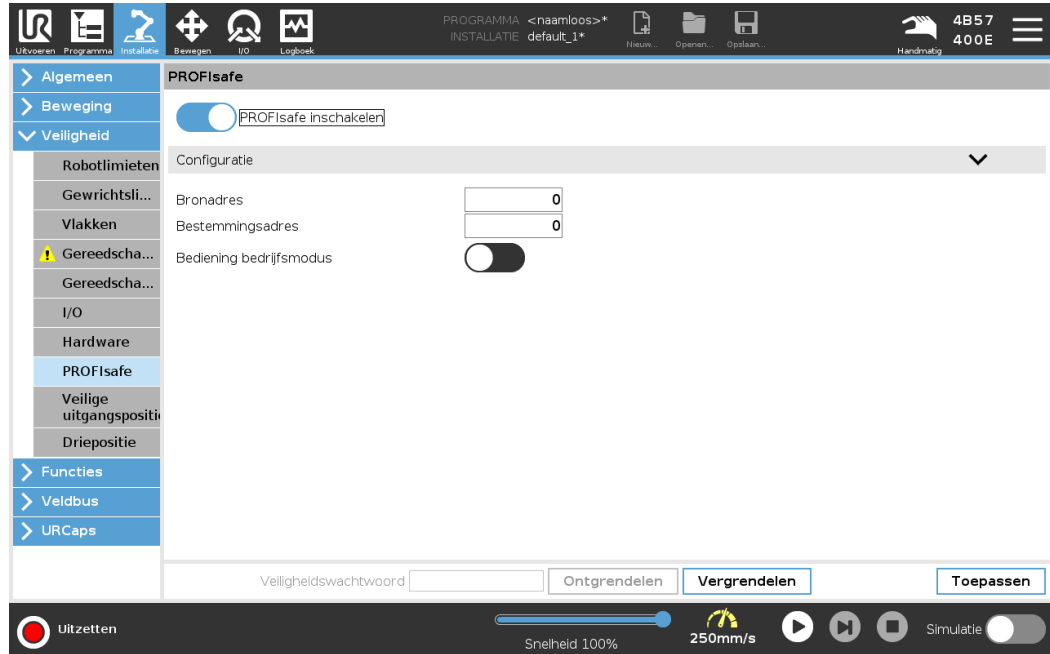 PROGRAMMA <naamloos>*
INSTALLATIE default_1*
UR
Uitvoeren
Programma
Installatie
Bewegen
I/O
Logboek
Nieuw...
Openen...
Opslaan...
Handmatig
4B57
400E
Algemeen
Beweging
Veiligheid
Robotlimieten
Gewrichtsli...
Vlakken
Gereedscha...
Gereedscha...
I/O
Hardware
PROFIsafe
Veilige
uitgangspositi
Driepositie
Functies
Veldbus
URCaps
PROFIsafe
PROFIsafe inschakelen
Configuratie
Bronadres 0
Bestemmingsadres 0
Bediening bedrijfsmodus
Veiligheidswachtwoord
Ontgrendelen
Vergrendelen
Toepassen
Uitzetten
Snelheid 100%
250mm/s
Simulatie